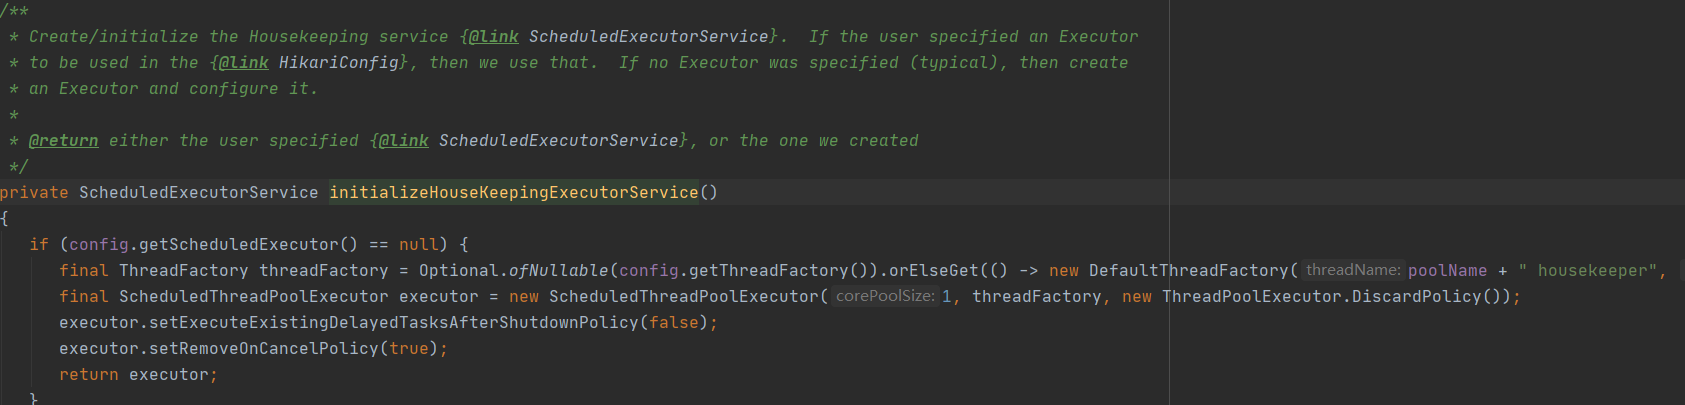 /**
 * Create/initialize the Housekeeping service {@link ScheduledExecutorService}.  If the user specified an Executor
 * to be used in the {@link HikariConfig}, then we use that.  If no Executor was specified (typical), then create
 * an Executor and configure it.
 *
 * @return either the user specified {@link ScheduledExecutorService}, or the one we created
 */
private ScheduledExecutorService initializeHouseKeepingExecutorService()
{
   if (config.getScheduledExecutor() == null) {
      final ThreadFactory threadFactory = Optional.ofNullable(config.getThreadFactory()).orElseGet(() -> new DefaultThreadFactory( threadName: poolName + " housekeeper",
      final ScheduledThreadPoolExecutor executor = new ScheduledThreadPoolExecutor( corePoolSize: 1, threadFactory, new ThreadPoolExecutor.DiscardPolicy());
      executor.setExecuteExistingDelayedTasksAfterShutdownPolicy(false);
      executor.setRemoveOnCancelPolicy(true);
      return executor;
   }